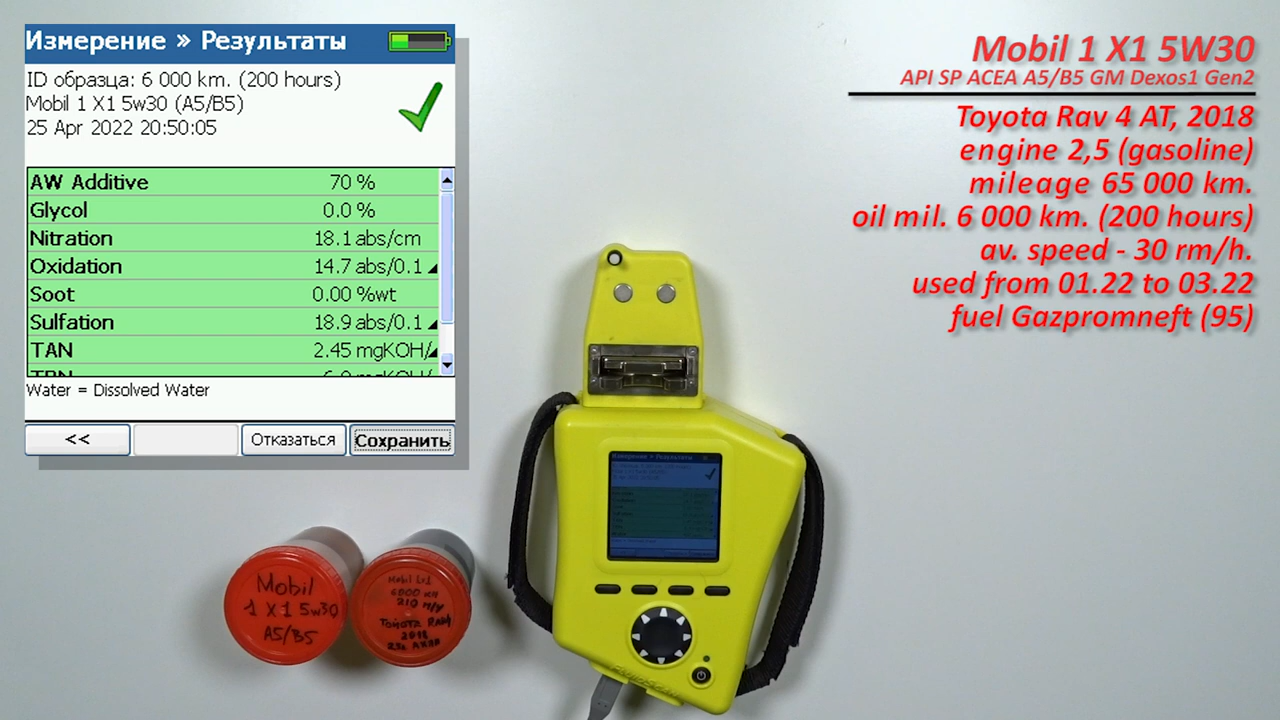 Измерение » Результаты
ID образца: 6 000 km. (200 hours)
Mobil 1 X1 5w30 (A5/B5)
25 Apr 2022 20:50:05
AW Additive 70 %
Glycol 0.0 %
Nitration 18.1 abs/cm
Oxidation 14.7 abs/0.1
Soot 0.00 %wt
Sulfation 18.9 abs/0.1
TAN 2.45 mgKOH/
Water = Dissolved Water
<<
Отказаться
Сохранить
Mobil 1 X1 5W30
API SP ACEA A5/B5 GM Dexos1 Gen2
Toyota Rav 4 AT, 2018
engine 2,5 (gasoline)
mileage 65 000 km.
oil mil. 6 000 km. (200 hours)
av. speed - 30 rm/h.
used from 01.22 to 03.22
fuel Gazpromneft (95)
Измерение » Результаты
Mobil
1 X1 5w30
A5/B5
Mobil 1x1
6000 км
210 м/ч
Toyota Rav4
2018